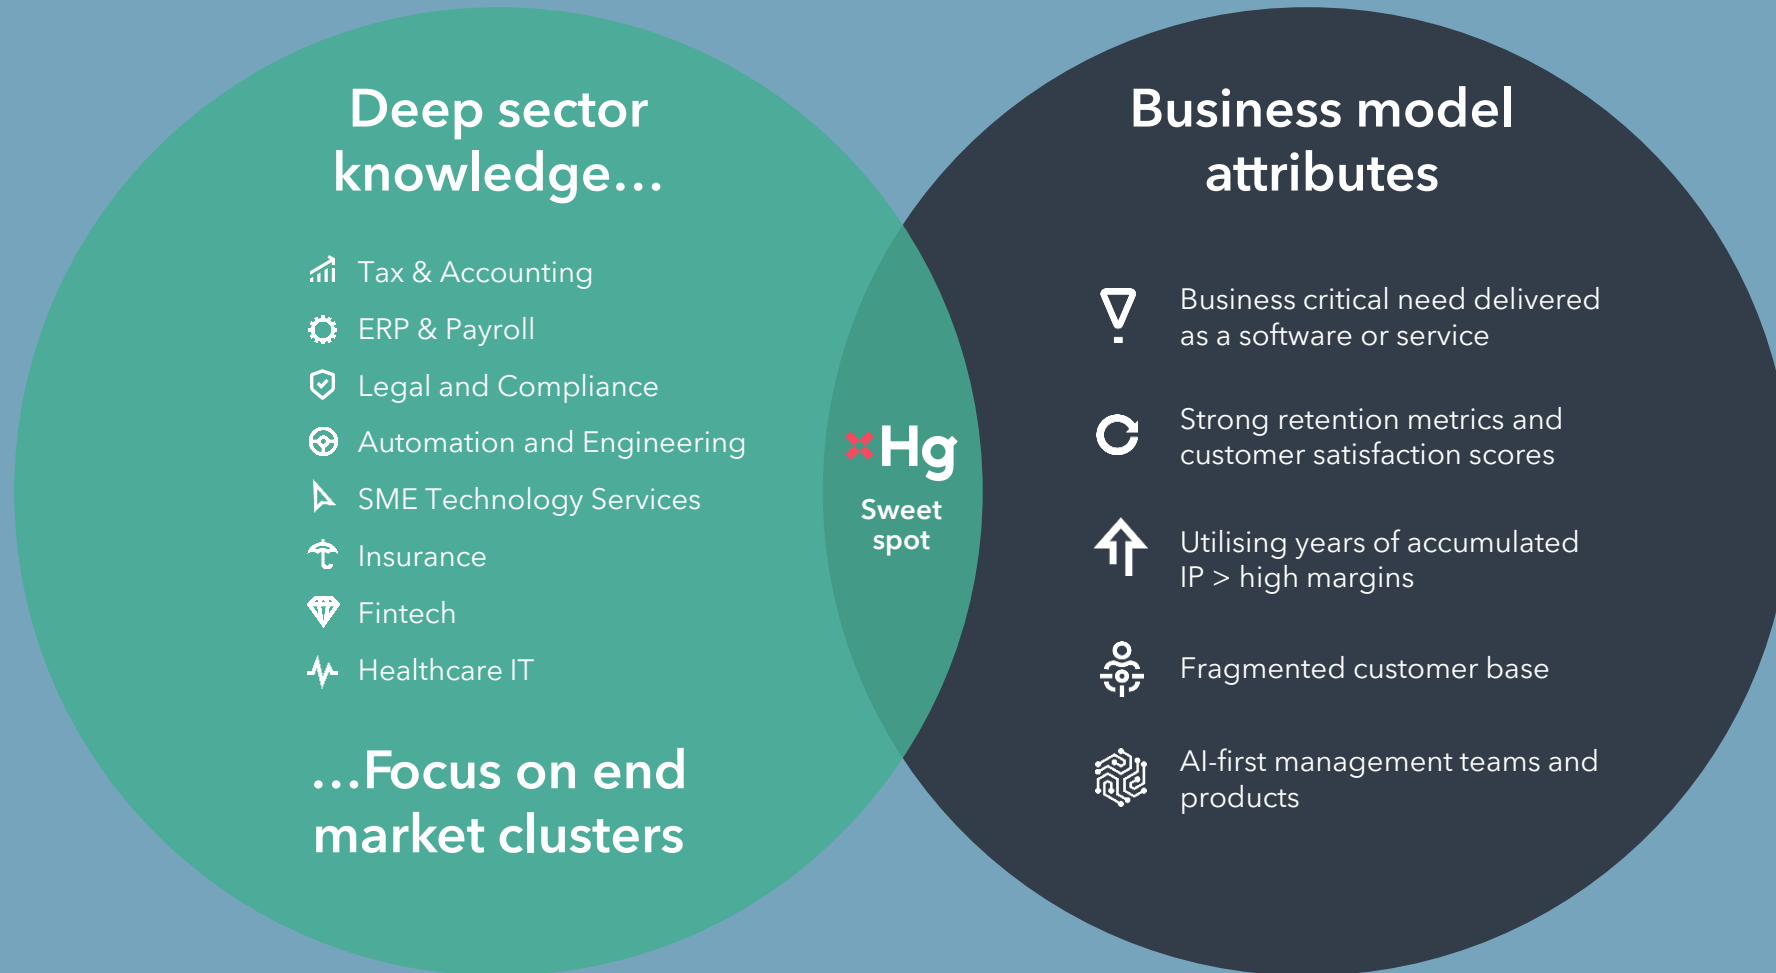 Deep sector
knowledge...
Tax & Accounting
ERP & Payroll
Legal and Compliance
Automation and Engineering
SME Technology Services
Insurance
Fintech
Healthcare IT
...Focus on end
market clusters
Hg
Sweet
spot
Business model
attributes
Business critical need delivered
as a software or service
Strong retention metrics and
customer satisfaction scores
Utilising years of accumulated
IP > high margins
Fragmented customer base
AI-first management teams and
products